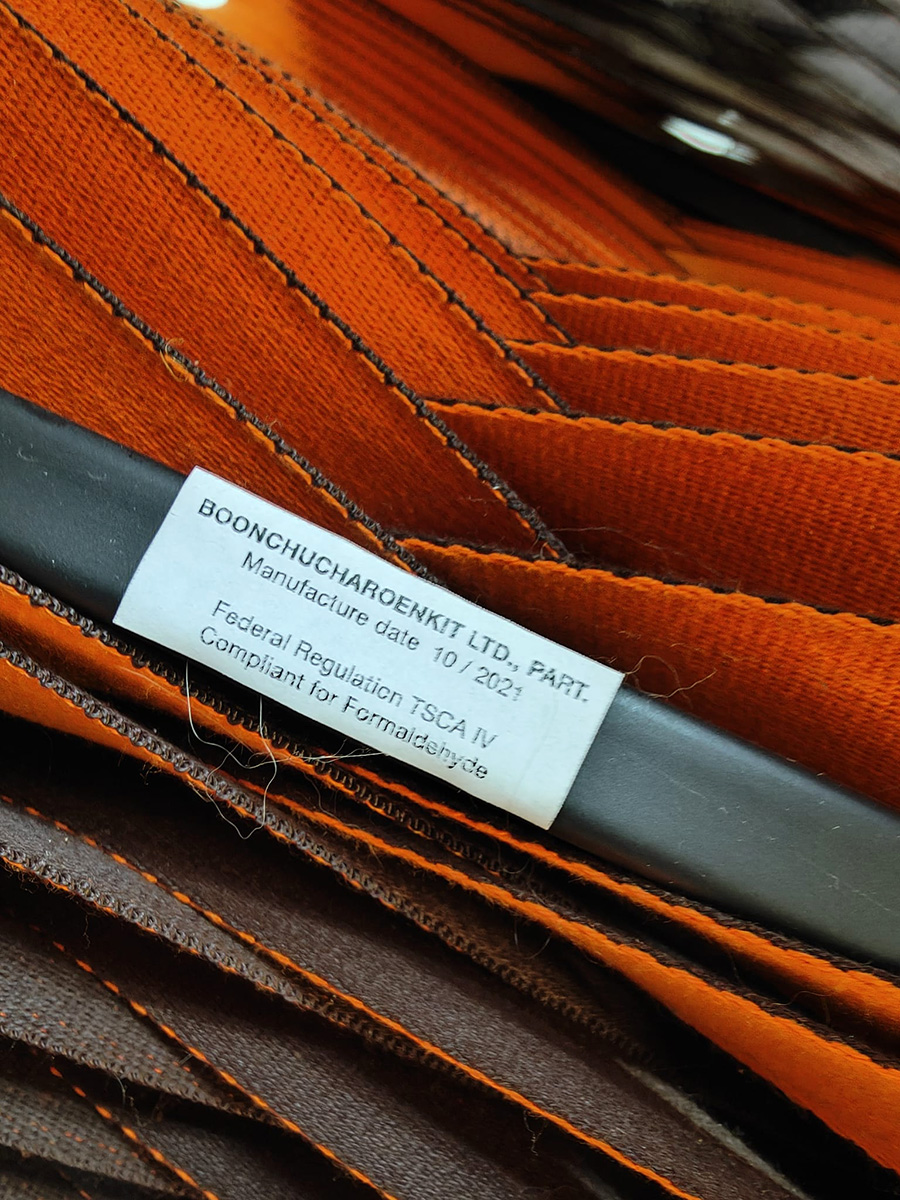 BOONCHUCHAROENKIT LTD., PART.
Manufacture date 10 / 2021
Federal Regulation TSCA IV
Compliant for Formaldehyde